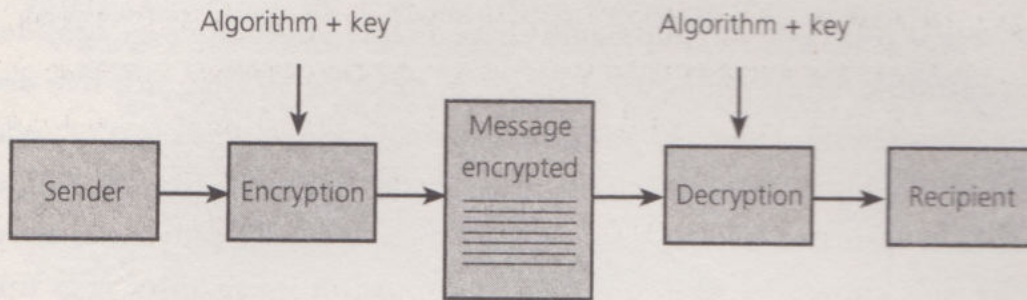 Algorithm + key
Algorithm + key
Sender
Encryption
Message
encrypted
Decryption
Recipient